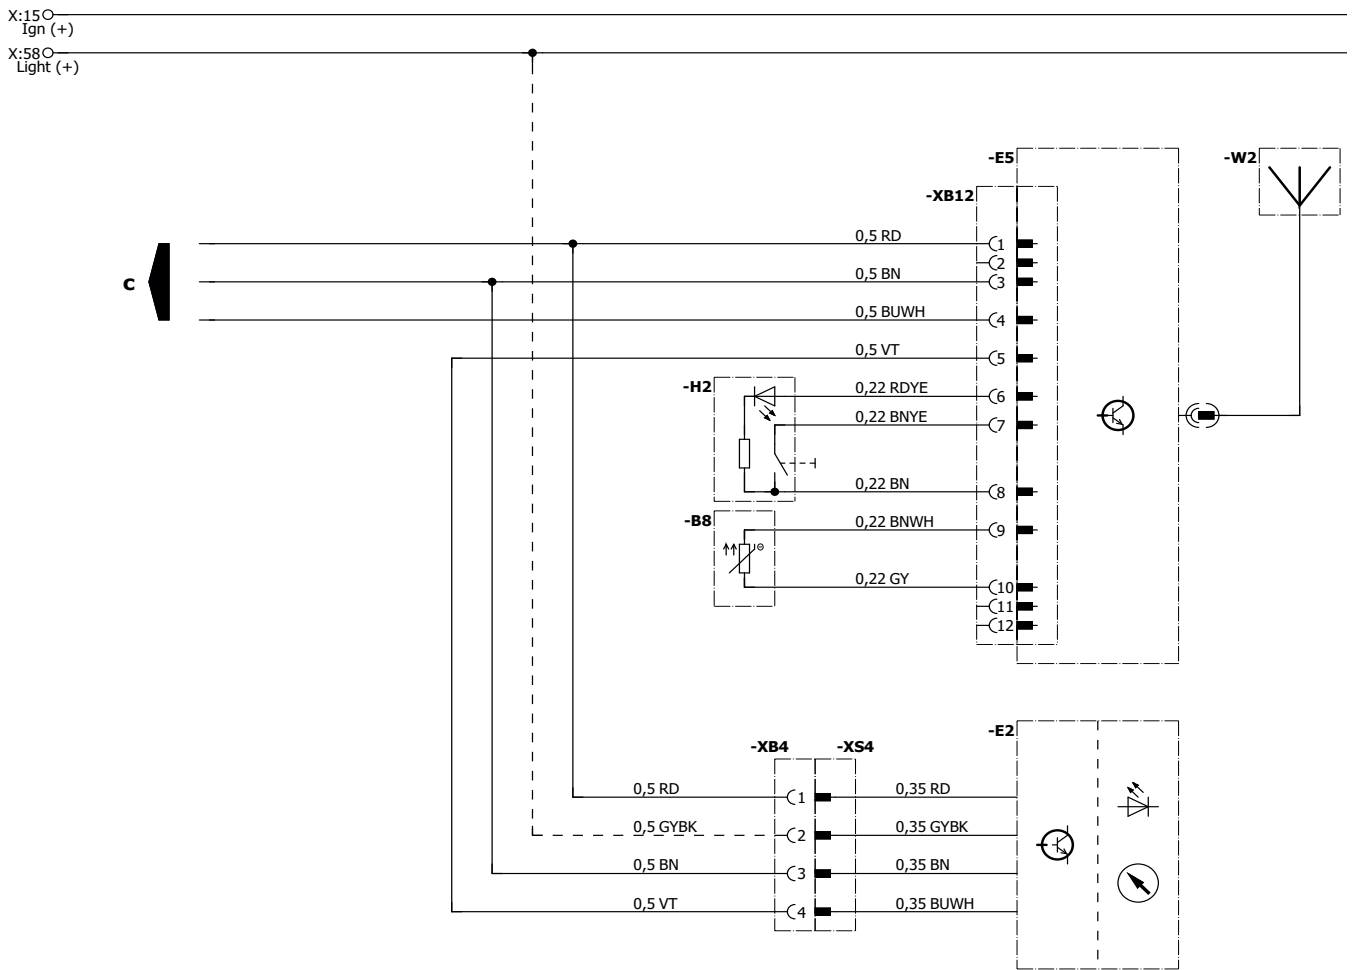 X:15
Ign (+)
X:58
Light (+)
-E5
-W2
-XB12
0,5 RD
1
2
C
0,5 BN
3
0,5 BUWH
4
0,5 VT
5
-H2
0,22 RDYE
6
0,22 BNYE
7
0,22 BN
8
-B8
0,22 BNWH
9
0,22 GY
10
11
12
-E2
-XB4
-XS4
0,5 RD
1
0,35 RD
0,5 GYBK
2
0,35 GYBK
0,5 BN
3
0,35 BN
0,5 VT
4
0,35 BUWH